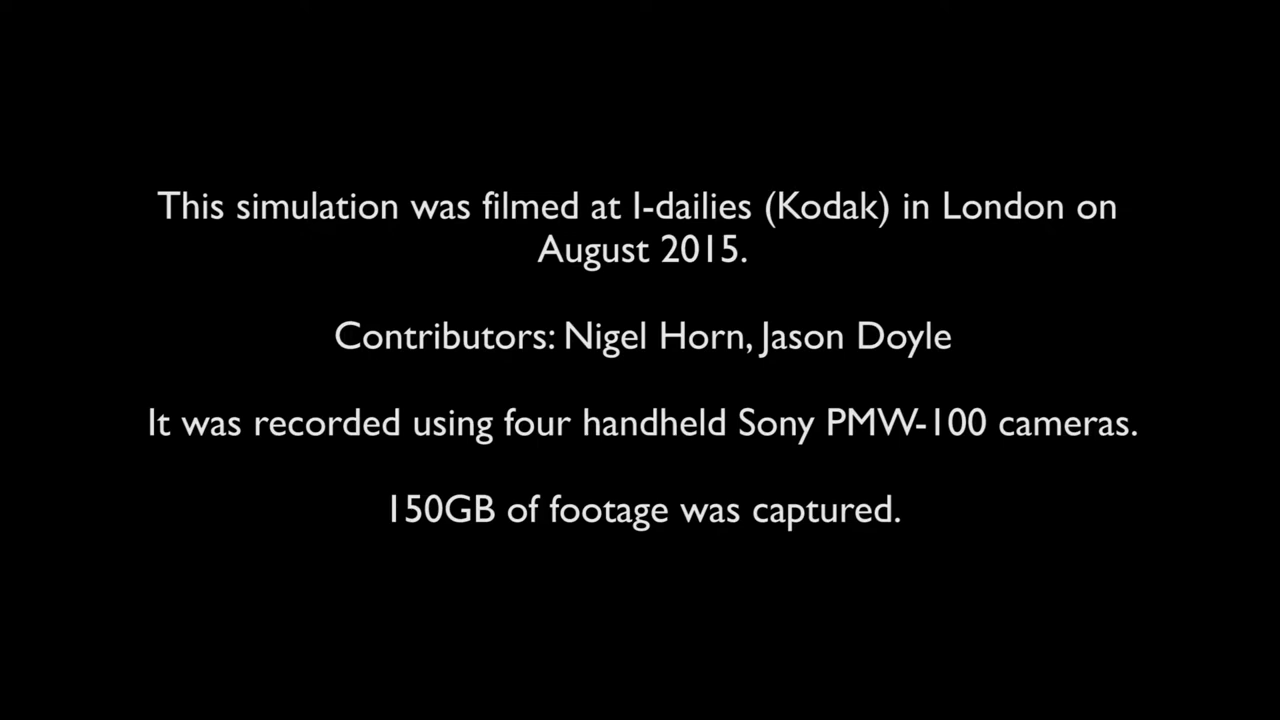 This simulation was filmed at I-dailies (Kodak) in London on
August 2015.
Contributors: Nigel Horn, Jason Doyle
It was recorded using four handheld Sony PMW-100 cameras.
150GB of footage was captured.